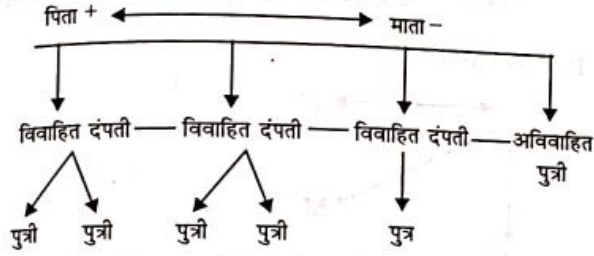 पिता + माता –
विवाहित दंपती — विवाहित दंपती — विवाहित दंपती — अविवाहित
पुत्री
पुत्री पुत्री पुत्री पुत्री पुत्र